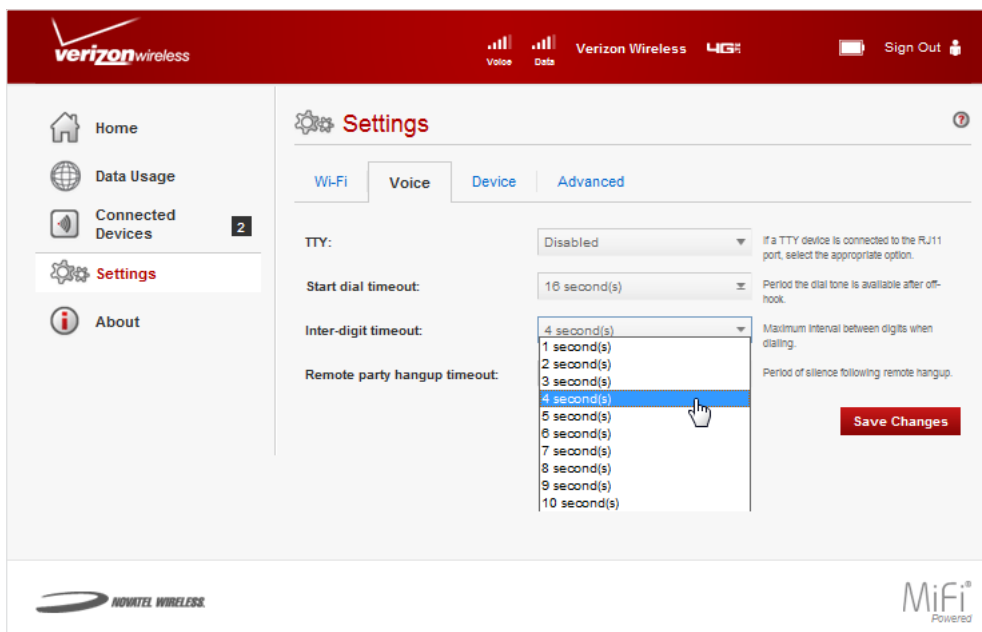 verizonwireless
Voice
Data
Verizon Wireless
4G LTE
Sign Out
Home
Data Usage
Connected
Devices
2
Settings
About
Settings
?
Wi-Fi
Voice
Device
Advanced
TTY:
Disabled
If a TTY device is connected to the RJ11
port, select the appropriate option.
Start dial timeout:
16 second(s)
Period the dial tone is available after off-
hook.
Inter-digit timeout:
4 second(s)
Maximum interval between digits when
dialing.
1 second(s)
2 second(s)
3 second(s)
4 second(s)
5 second(s)
6 second(s)
7 second(s)
8 second(s)
9 second(s)
10 second(s)
Remote party hangup timeout:
Period of silence following remote hangup.
Save Changes
NOVATEL WIRELESS.
MiFi®
Powered